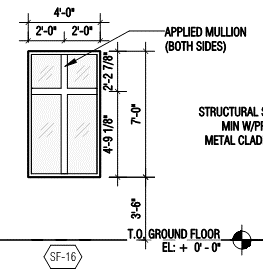 4'-0"
2'-0" 2'-0"
APPLIED MULLION
(BOTH SIDES)
2'-2 7/8"
7'-0"
4'-9 1/8"
STRUCTURAL S
MIN W/PR
METAL CLAD
3'-6"
T.O. GROUND FLOOR
EL: + 0' - 0"
SF-16